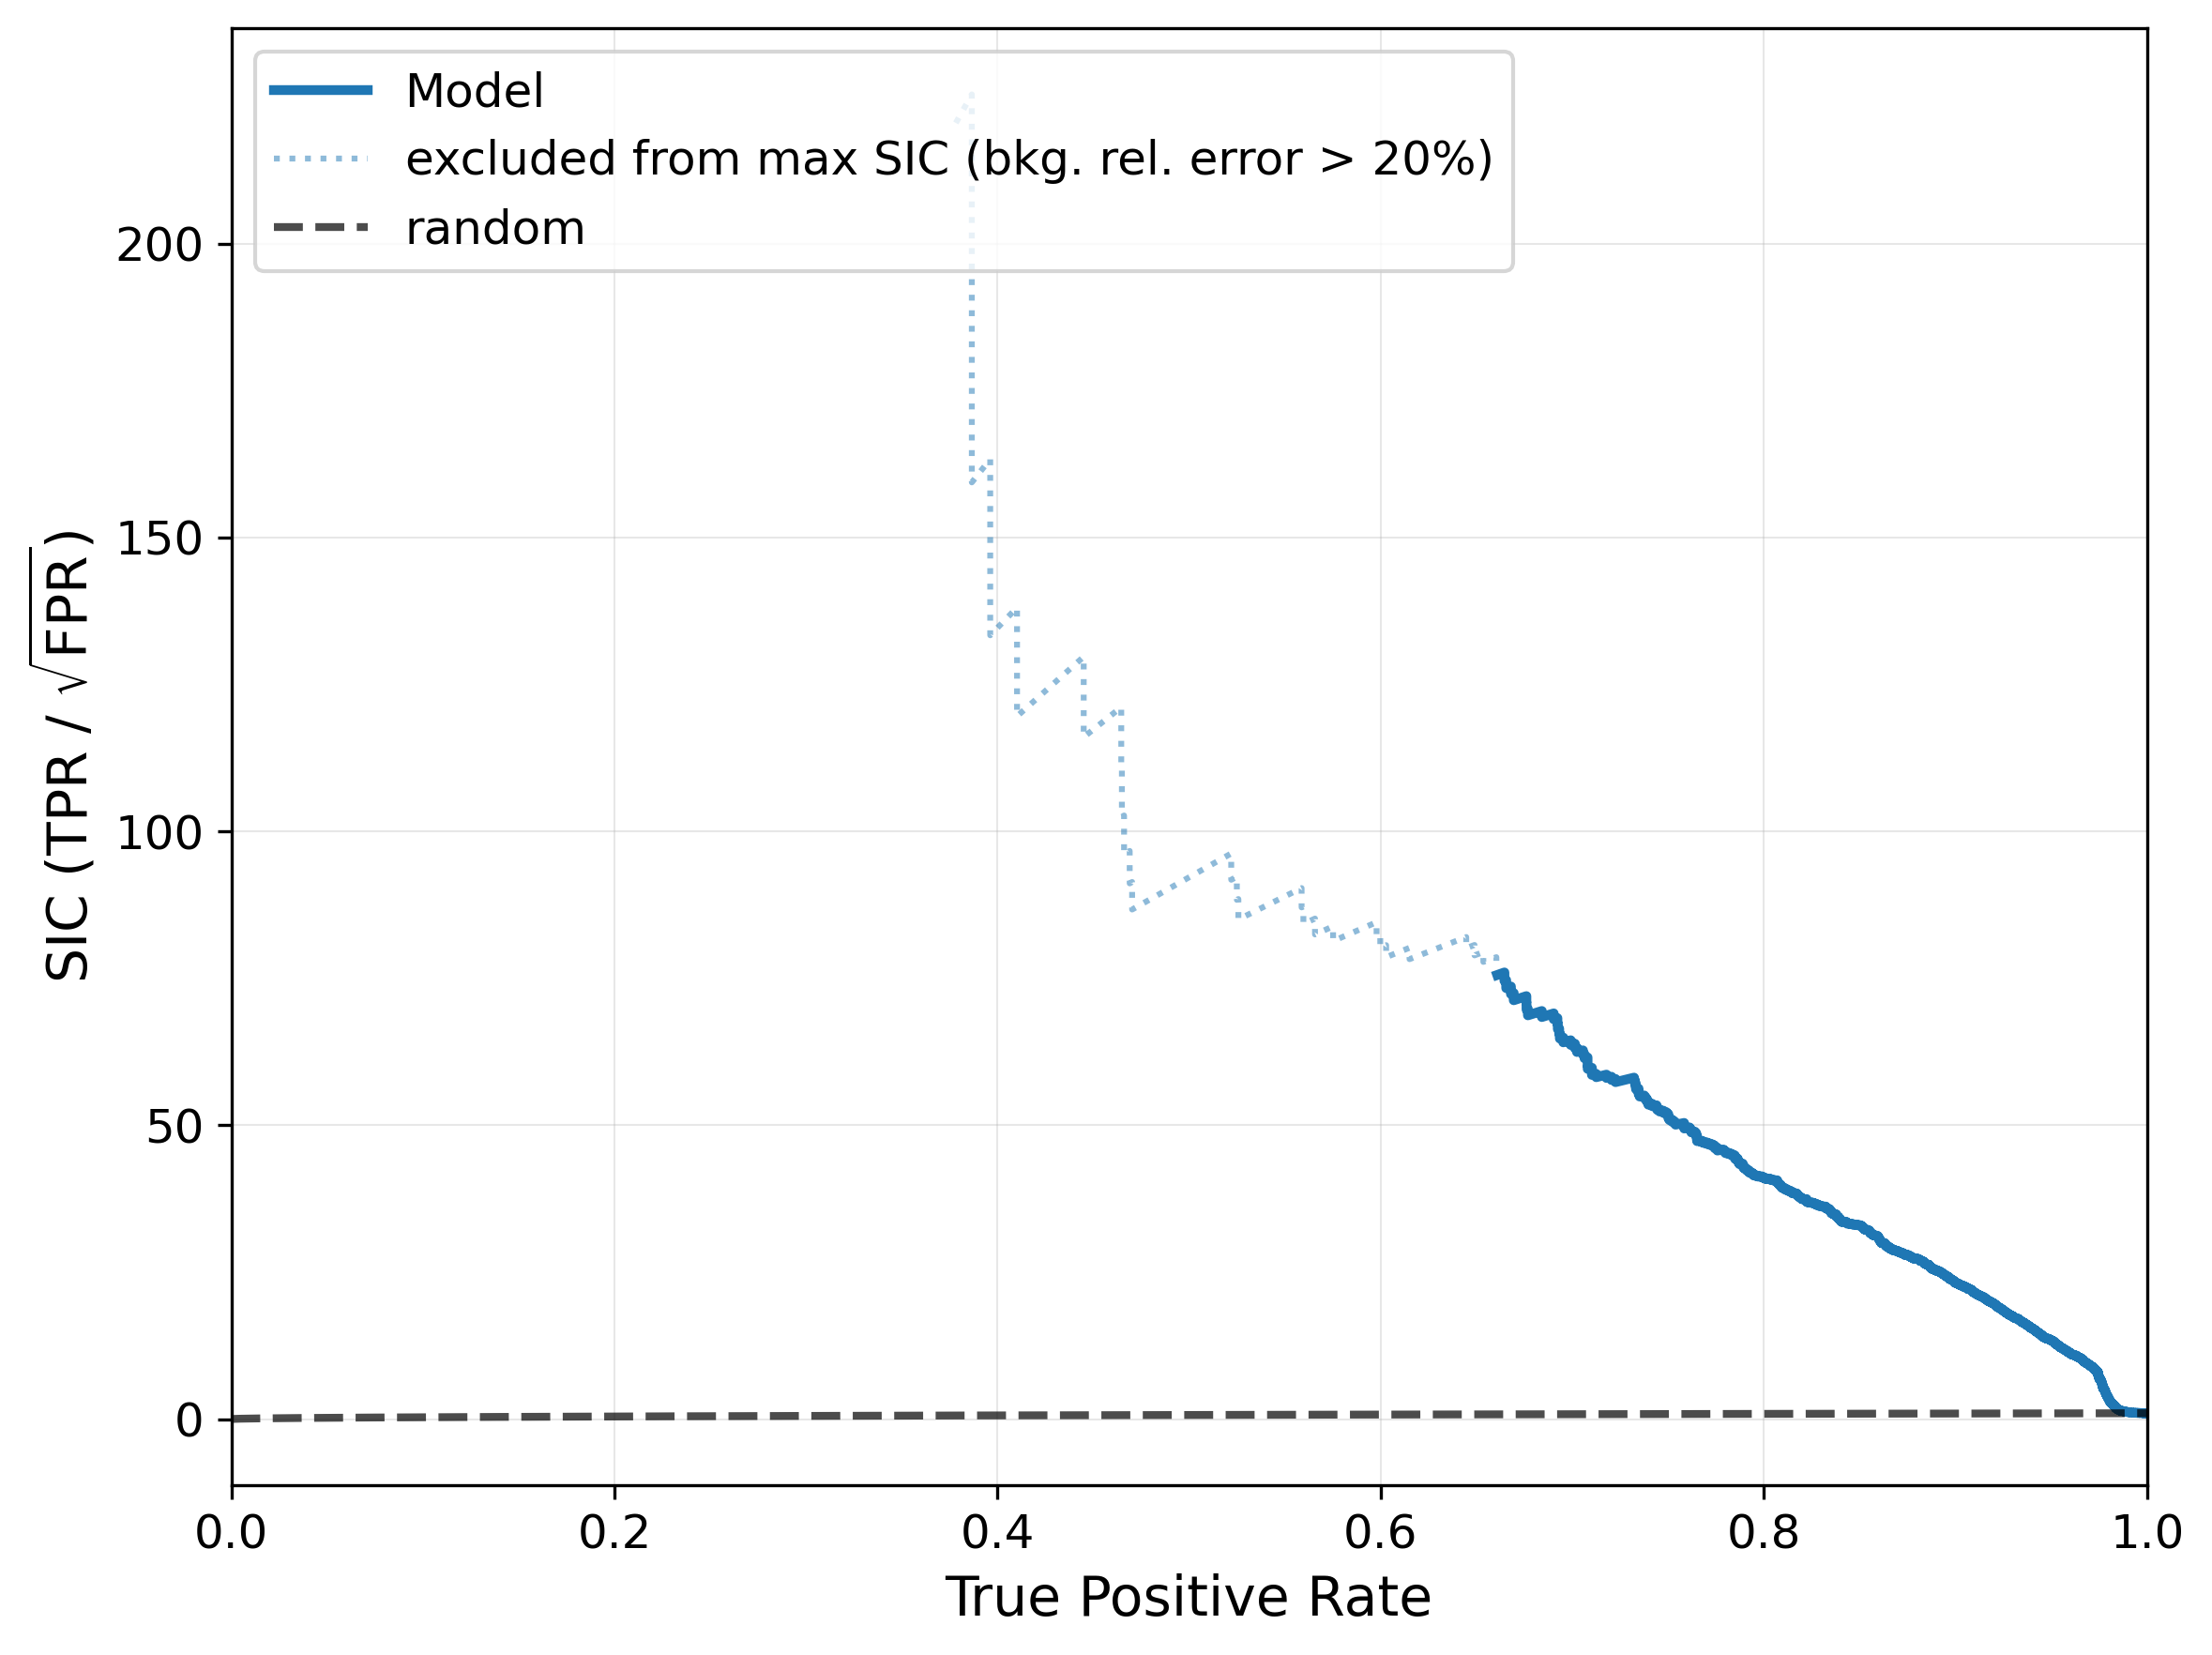 Model
excluded from max SIC (bkg. rel. error > 20%)
random
200
150
100
50
0
SIC (TPR / √FPR)
0.0 0.2 0.4 0.6 0.8 1.0
True Positive Rate